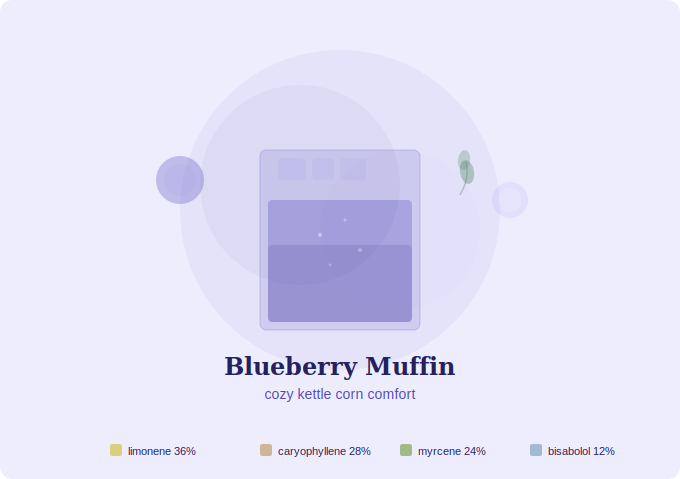 Blueberry Muffin
cozy kettle corn comfort
limonene 36% caryophyllene 28% myrcene 24% bisabolol 12%